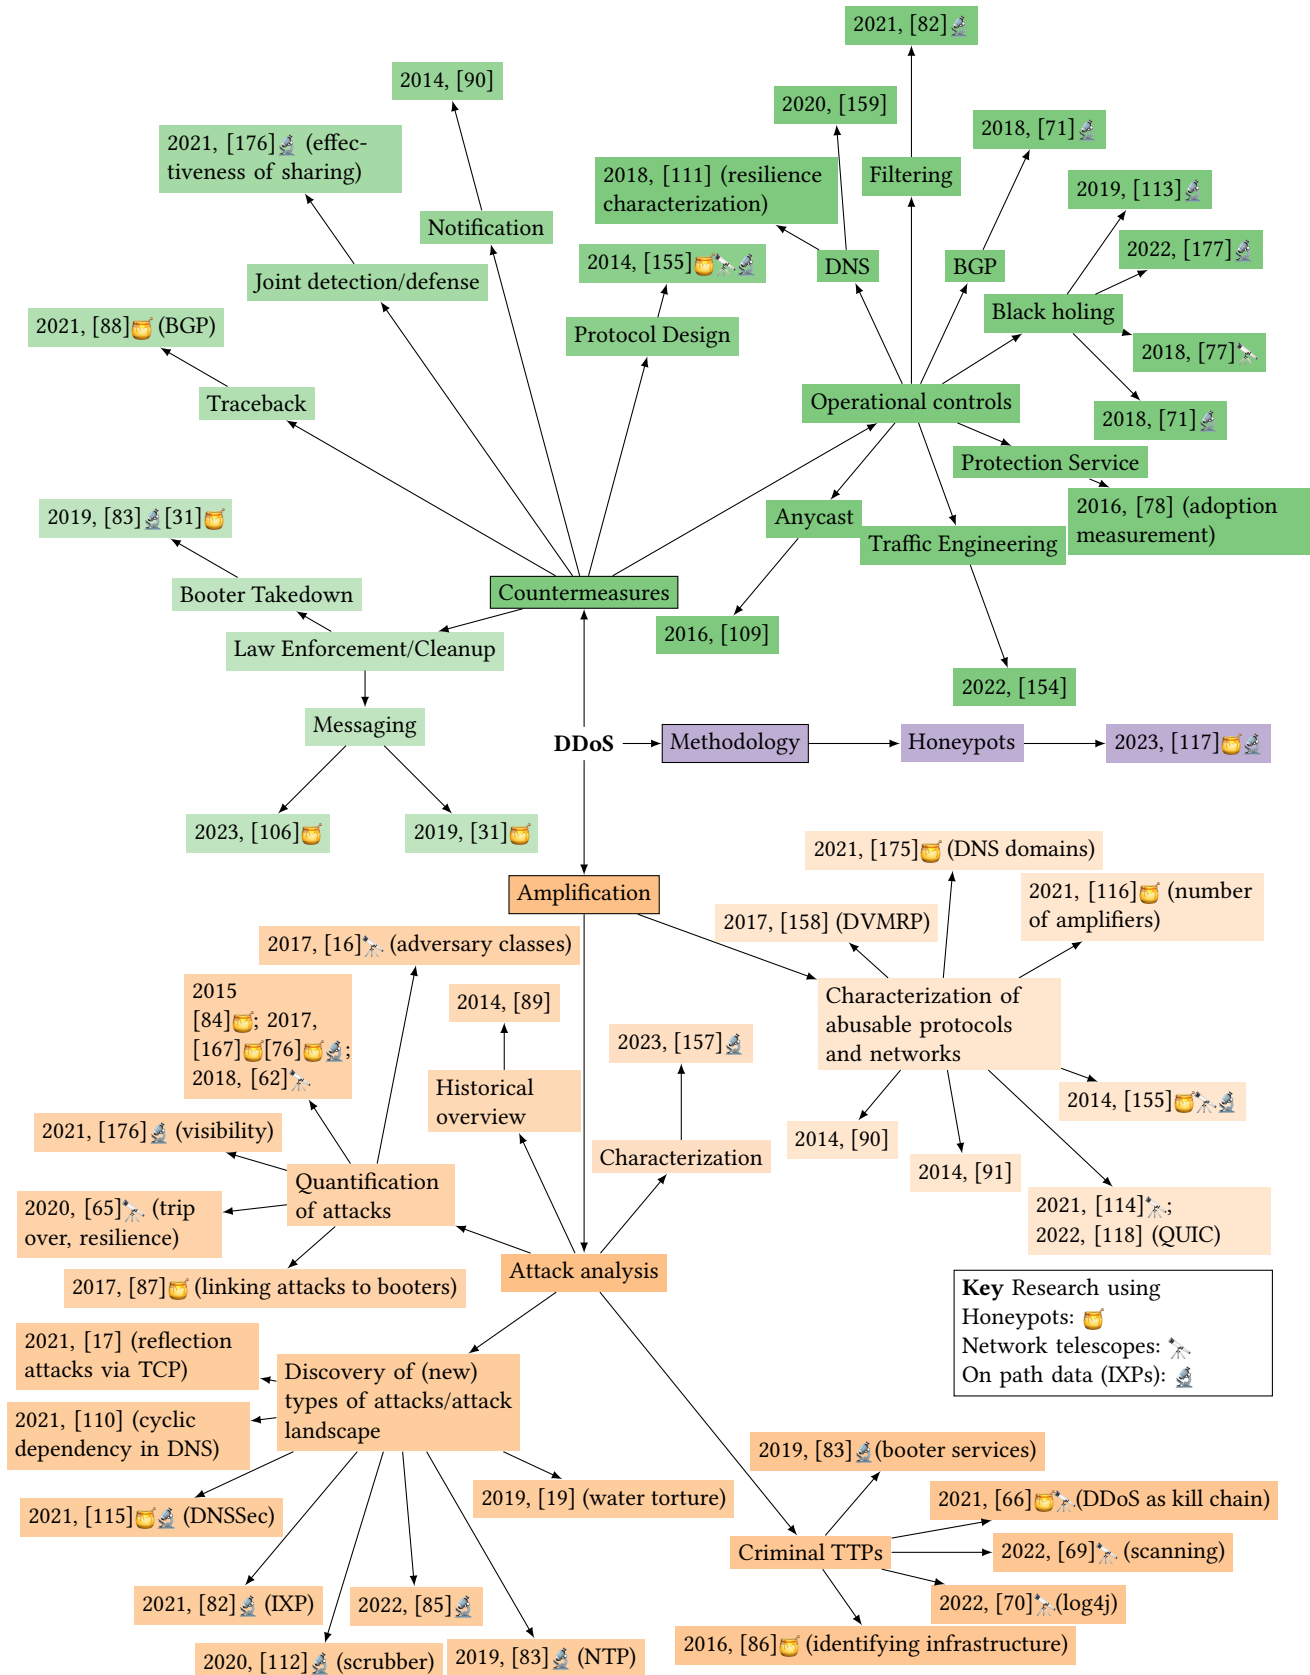 2021, [82]
2014, [90]
2020, [159]
2018, [71]
2021, [176] (effec-
tiveness of sharing)
2018, [111] (resilience
characterization)
Filtering
2019, [113]
Notification
2022, [177]
2014, [155]
DNS
BGP
Joint detection/defense
Black holing
2021, [88] (BGP)
Protocol Design
2018, [77]
Traceback
Operational controls
2018, [71]
Protection Service
2019, [83] [31]
Anycast
2016, [78] (adoption
measurement)
Traffic Engineering
Booter Takedown
Countermeasures
2016, [109]
Law Enforcement/Cleanup
2022, [154]
Messaging
DDoS
Methodology
Honeypots
2023, [117]
2023, [106]
2019, [31]
2021, [175] (DNS domains)
Amplification
2021, [116] (number
of amplifiers)
2017, [158] (DVMRP)
2017, [16] (adversary classes)
2015
[84]; 2017,
[167] [76];
2018, [62]
2014, [89]
Characterization of
abusable protocols
and networks
2023, [157]
Historical
overview
2014, [155]
2021, [176] (visibility)
2014, [90]
Characterization
2014, [91]
Quantification
of attacks
2020, [65] (trip
over, resilience)
2021, [114];
2022, [118] (QUIC)
Attack analysis
2017, [87] (linking attacks to booters)
Key Research using
Honeypots:
Network telescopes:
On path data (IXPs):
2021, [17] (reflection
attacks via TCP)
Discovery of (new)
types of attacks/attack
landscape
2021, [110] (cyclic
dependency in DNS)
2019, [83] (booter services)
2019, [19] (water torture)
2021, [66] (DDoS as kill chain)
2021, [115] (DNSSec)
Criminal TTPs
2022, [69] (scanning)
2021, [82] (IXP)
2022, [85]
2022, [70] (log4j)
2016, [86] (identifying infrastructure)
2020, [112] (scrubber)
2019, [83] (NTP)